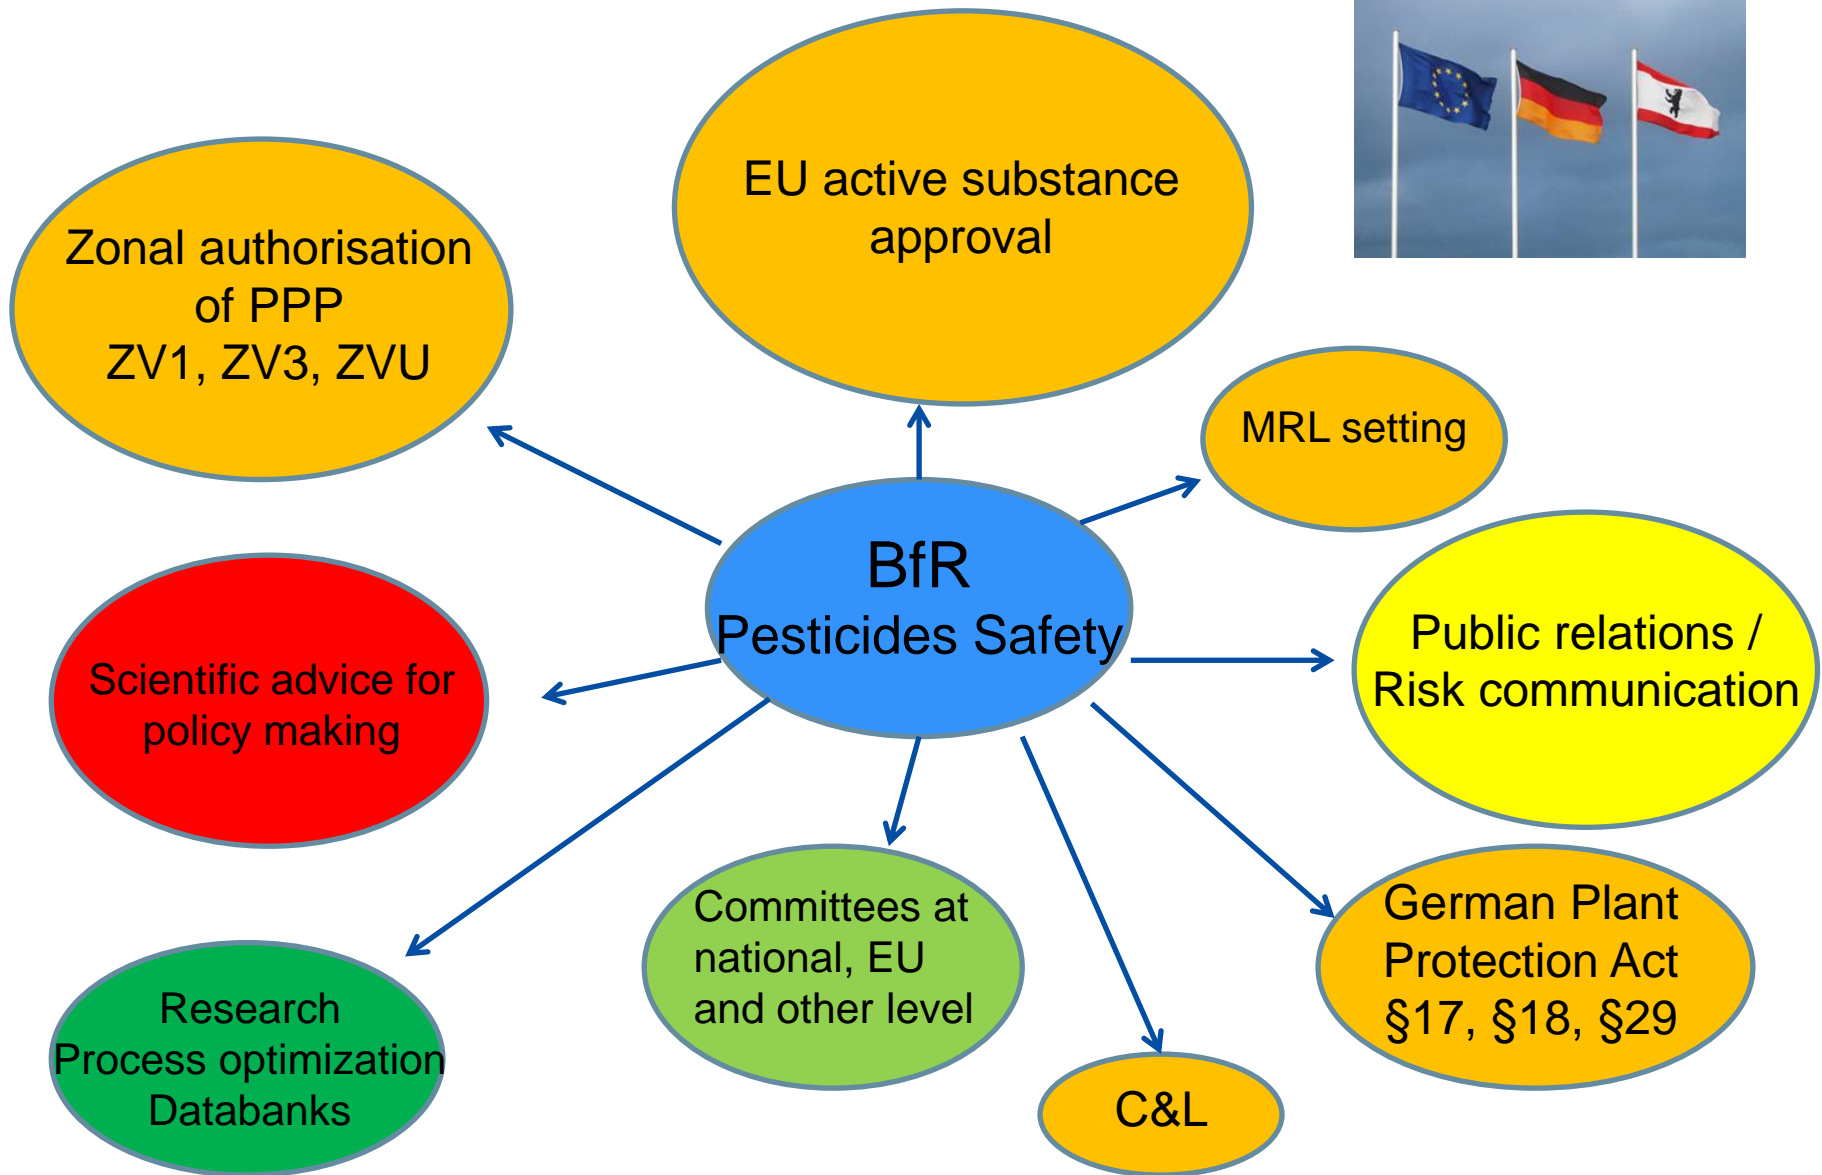 EU active substance
approval
Zonal authorisation
of PPP
ZV1, ZV3, ZVU
MRL setting
BfR
Pesticides Safety
Public relations /
Risk communication
Scientific advice for
policy making
Committees at
national, EU
and other level
German Plant
Protection Act
§17, §18, §29
Research
Process optimization
Databanks
C&L